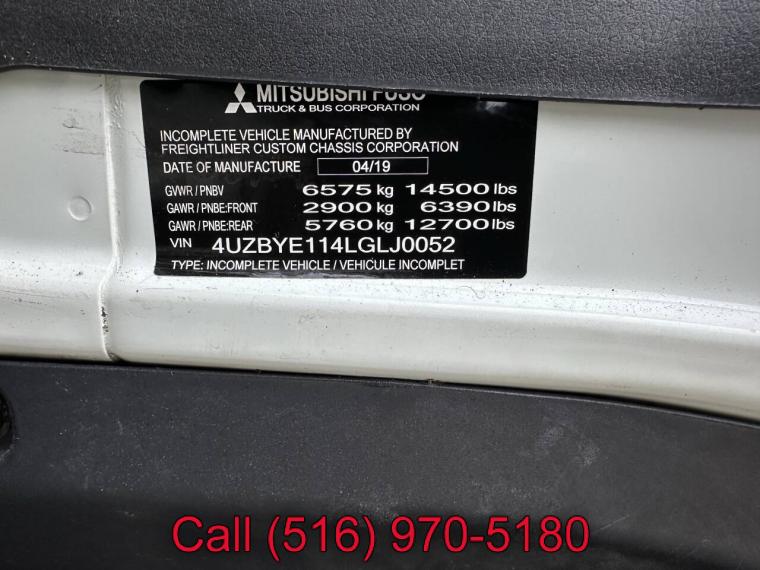 MITSUBISHI FUSO
TRUCK & BUS CORPORATION
INCOMPLETE VEHICLE MANUFACTURED BY
FREIGHTLINER CUSTOM CHASSIS CORPORATION
DATE OF MANUFACTURE 04/19
GVWR / PNBV 6575 kg 14500 lbs
GAWR / PNBE:FRONT 2900 kg 6390 lbs
GAWR / PNBE:REAR 5760 kg 12700 lbs
VIN 4UZBYE114LGLJ0052
TYPE: INCOMPLETE VEHICLE / VEHICULE INCOMPLET
Call (516) 970-5180